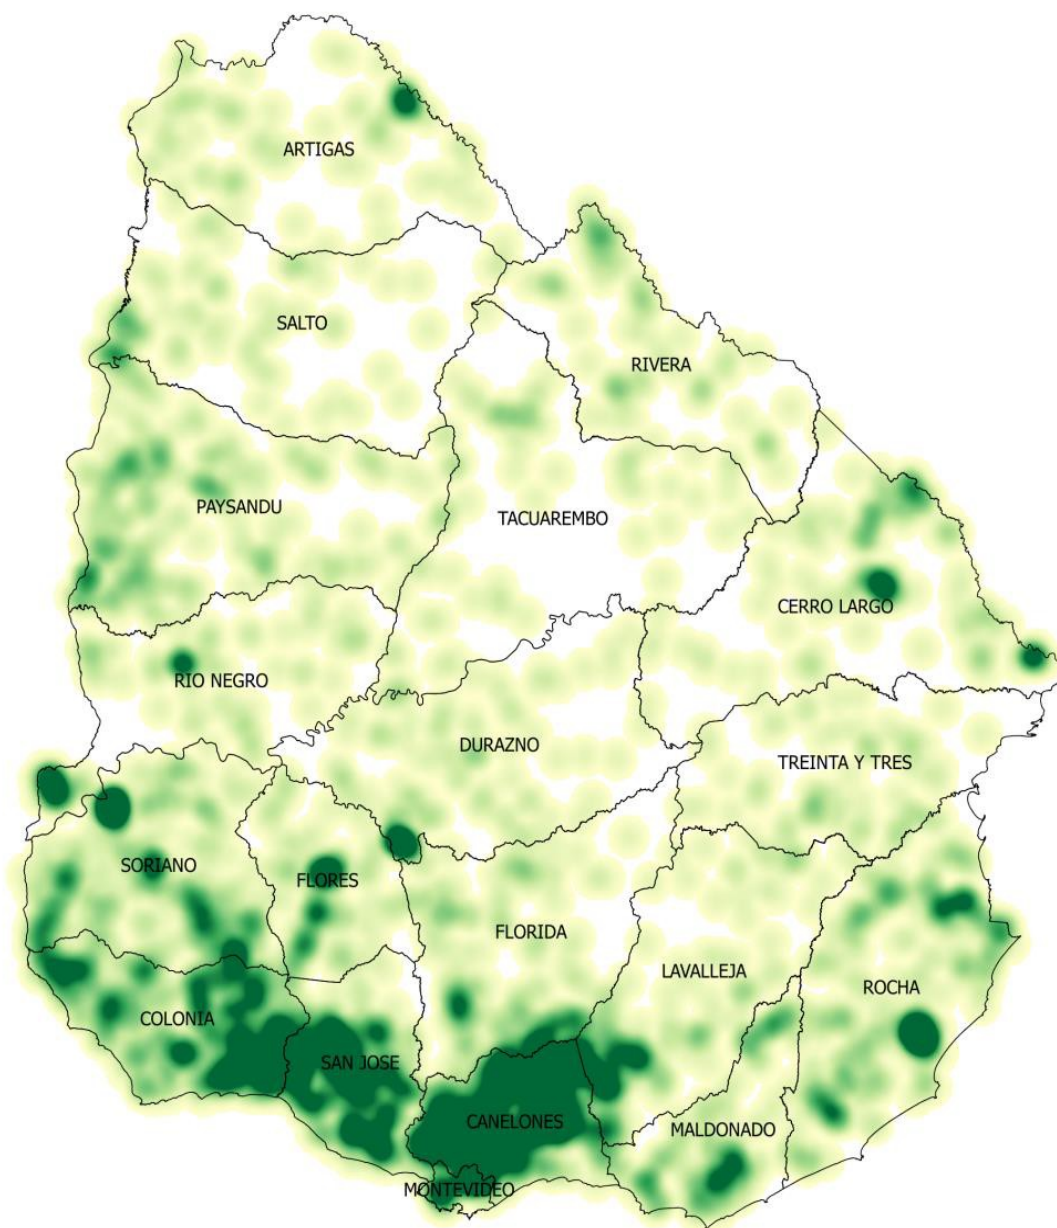 ARTIGAS
SALTO
RIVERA
PAYSANDU
TACUAREMBO
CERRO LARGO
RIO NEGRO
DURAZNO
TREINTA Y TRES
SORIANO
FLORES
FLORIDA
LAVALLEJA
ROCHA
COLONIA
SAN JOSE
CANELONES
MALDONADO
MONTEVIDEO